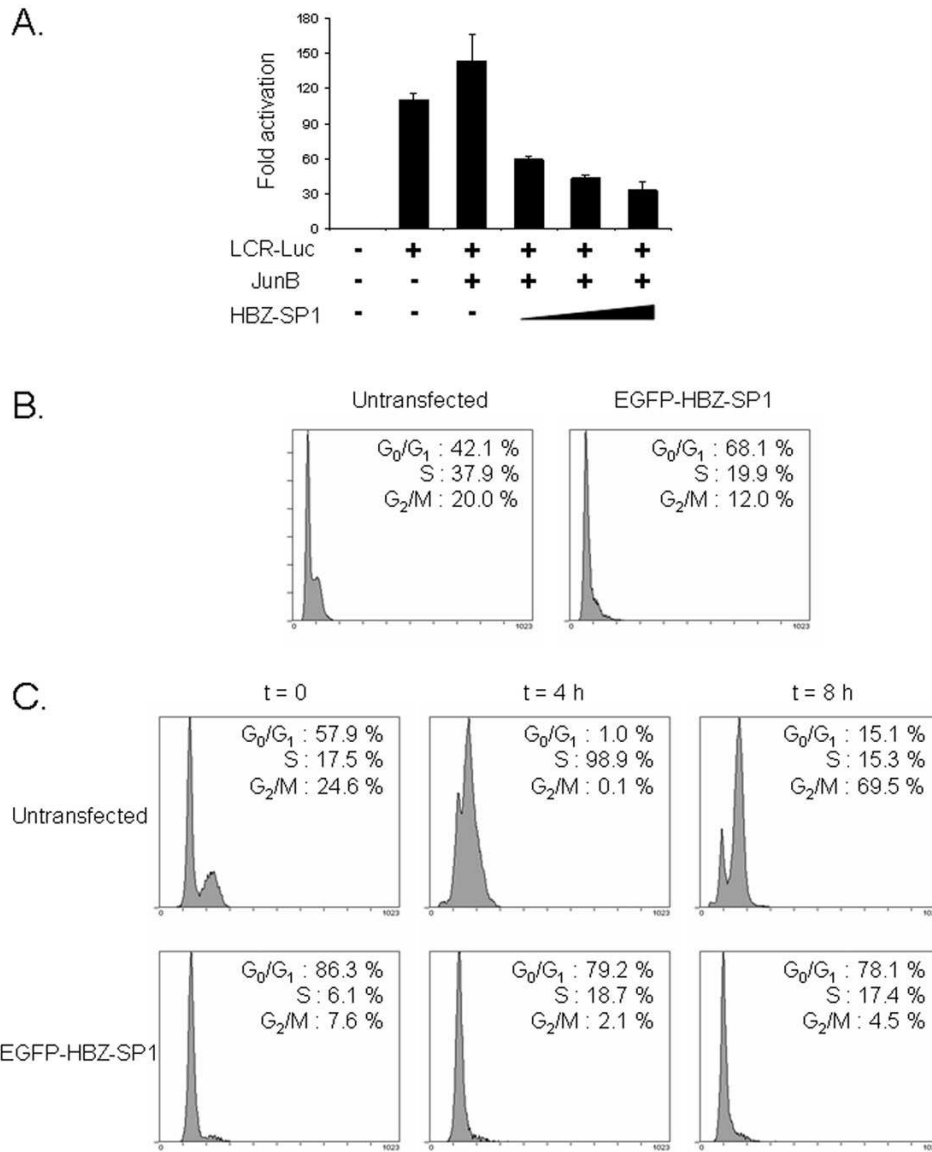 A.
180
150
120
90
60
30
0
Fold activation
LCR-Luc - + + + + +
JunB - - + + + +
HBZ-SP1 - - -
B.
Untransfected EGFP-HBZ-SP1
G0/G1 : 42.1 %
S : 37.9 %
G2/M : 20.0 %
0 1023
G0/G1 : 68.1 %
S : 19.9 %
G2/M : 12.0 %
0 1023
C.
t = 0 t = 4 h t = 8 h
Untransfected
G0/G1 : 57.9 %
S : 17.5 %
G2/M : 24.6 %
0 1023
G0/G1 : 1.0 %
S : 98.9 %
G2/M : 0.1 %
0 1023
G0/G1 : 15.1 %
S : 15.3 %
G2/M : 69.5 %
0 1023
EGFP-HBZ-SP1
G0/G1 : 86.3 %
S : 6.1 %
G2/M : 7.6 %
0 1023
G0/G1 : 79.2 %
S : 18.7 %
G2/M : 2.1 %
0 1023
G0/G1 : 78.1 %
S : 17.4 %
G2/M : 4.5 %
0 1023